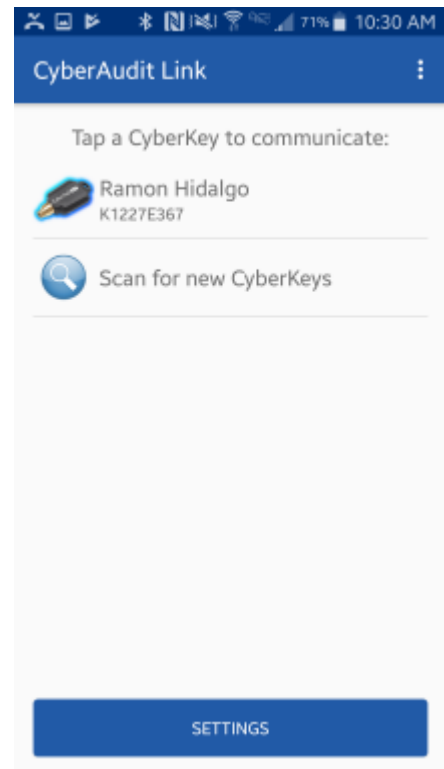 71% 10:30 AM
CyberAudit Link
Tap a CyberKey to communicate:
Ramon Hidalgo
K1227E367
Scan for new CyberKeys
SETTINGS